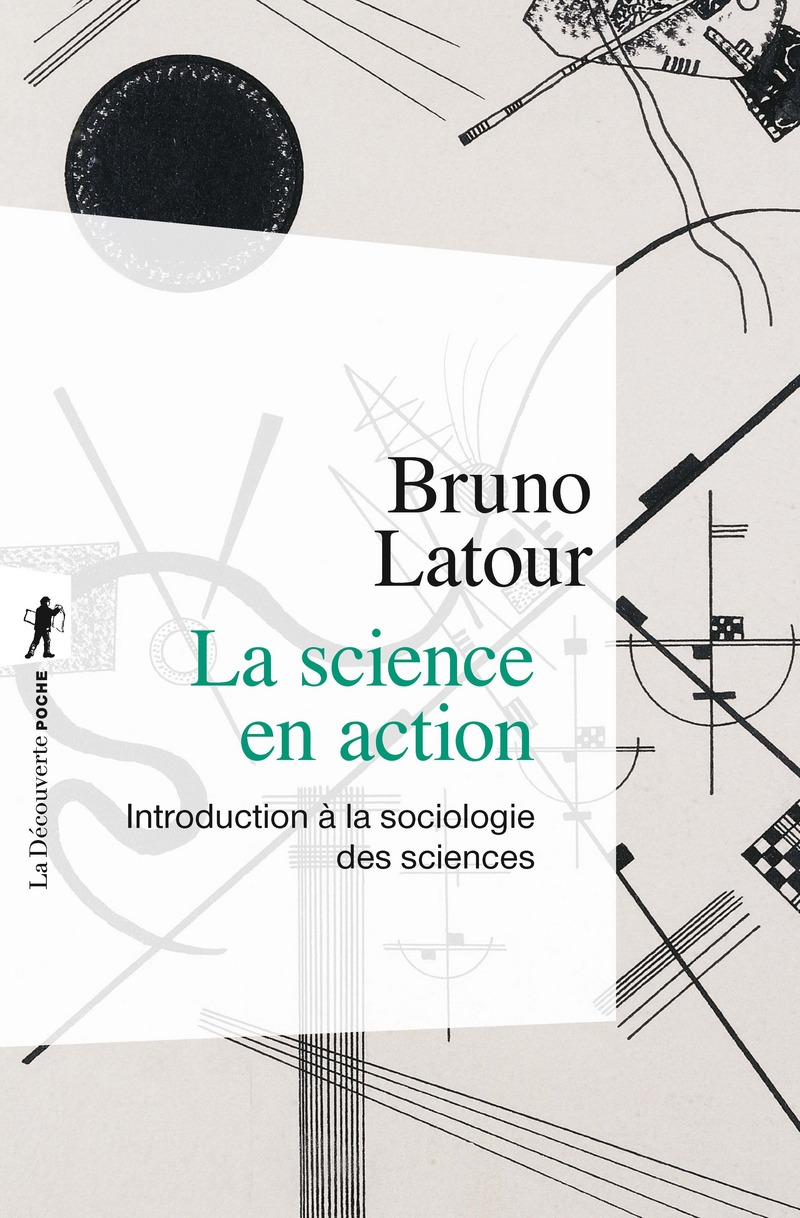 Bruno
Latour
La science
en action
Introduction à la sociologie
des sciences
La Découverte POCHE